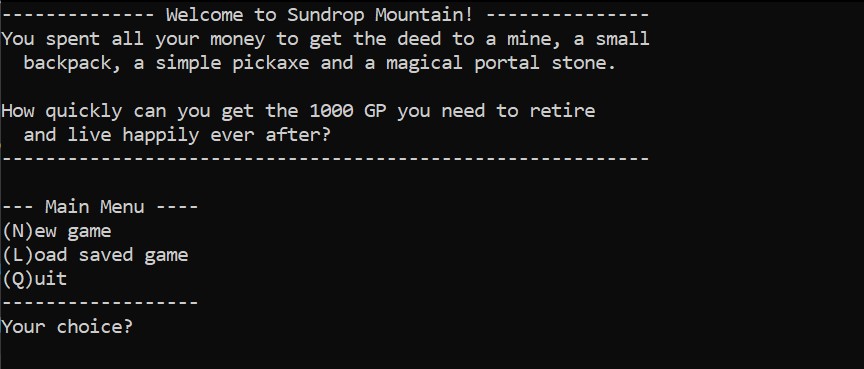 ------------- Welcome to Sundrop Mountain! ---------------
You spent all your money to get the deed to a mine, a small
  backpack, a simple pickaxe and a magical portal stone.

How quickly can you get the 1000 GP you need to retire
  and live happily ever after?
-----------------------------------------------------------

--- Main Menu ----
(N)ew game
(L)oad saved game
(Q)uit
------------------
Your choice?